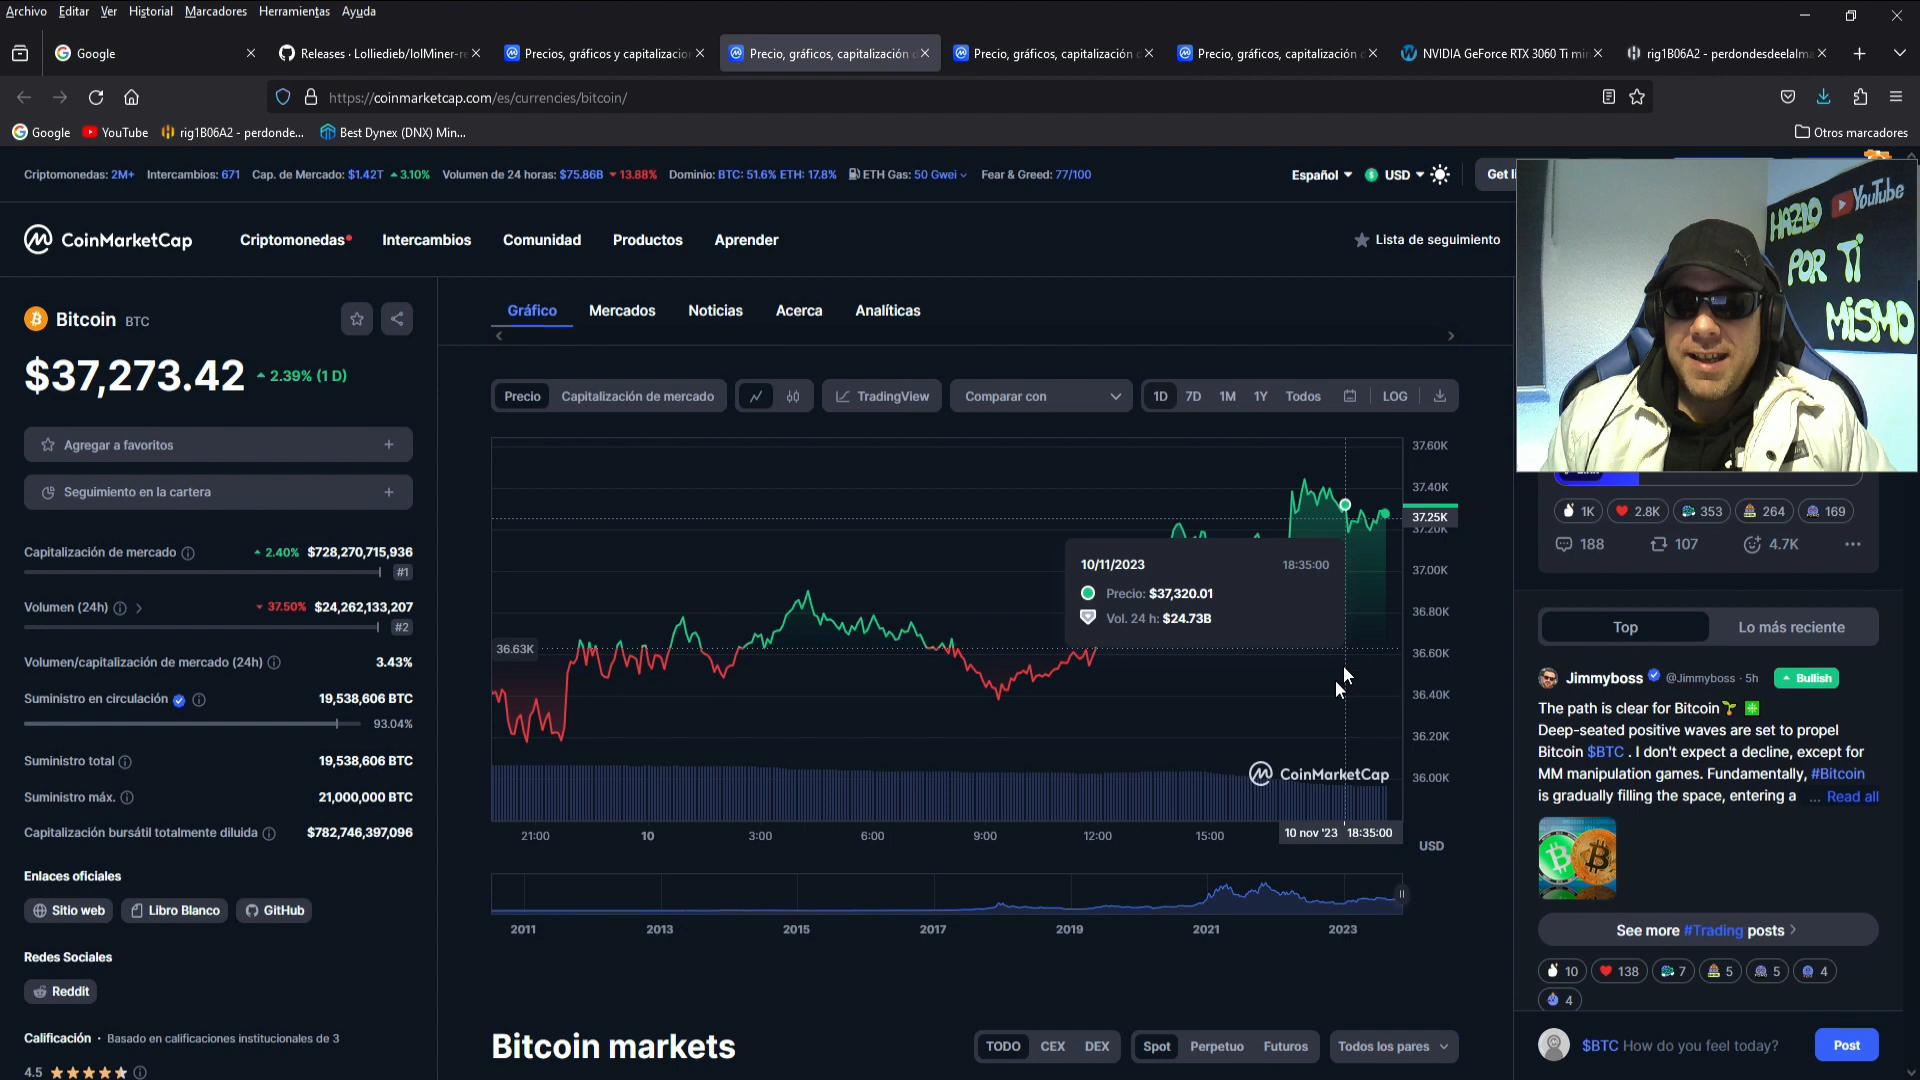 Archivo Editar Ver Historial Marcadores Herramientas Ayuda
Google
Releases · Lolliedieb/lolMiner-re
Precios, gráficos y capitalizacion
Precio, gráficos, capitalización d
Precio, gráficos, capitalización d
Precio, gráficos, capitalización d
NVIDIA GeForce RTX 3060 Ti min
rig1B06A2 - perdondesdeelalma
https://coinmarketcap.com/es/currencies/bitcoin/
Google YouTube rig1B06A2 - perdonde... Best Dynex (DNX) Min... Otros marcadores
Criptomonedas: 2M+ Intercambios: 671 Cap. de Mercado: $1.42T 3.10% Volumen de 24 horas: $75.86B 13.88% Dominio: BTC: 51.6% ETH: 17.8% ETH Gas: 50 Gwei Fear & Greed: 77/100
Español USD Get li
CoinMarketCap Criptomonedas Intercambios Comunidad Productos Aprender Lista de seguimiento
HAZLO YouTube
POR TI
MISMO
Bitcoin BTC
$37,273.42 2.39% (1 D)
Agregar a favoritos +
Seguimiento en la cartera +
Capitalización de mercado 2.40% $728,270,715,936
#1
Volumen (24h) 37.50% $24,262,133,207
#2
Volumen/capitalización de mercado (24h) 3.43%
Suministro en circulación 19,538,606 BTC
93.04%
Suministro total 19,538,606 BTC
Suministro máx. 21,000,000 BTC
Capitalización bursátil totalmente diluida $782,746,397,096
Enlaces oficiales
Sitio web Libro Blanco GitHub
Redes Sociales
Reddit
Calificación · Basado en calificaciones institucionales de 3
4.5
Gráfico Mercados Noticias Acerca Analíticas
Precio Capitalización de mercado TradingView Comparar con 1D 7D 1M 1Y Todos LOG
37.60K
37.40K
37.25K
37.20K
37.00K
36.80K
36.60K
36.40K
36.20K
36.00K
36.63K
10/11/2023 18:35:00
Precio: $37,320.01
Vol. 24 h: $24.73B
CoinMarketCap
21:00 10 3:00 6:00 9:00 12:00 15:00 10 nov '23 18:35:00
USD
2011 2013 2015 2017 2019 2021 2023
Bitcoin markets TODO CEX DEX Spot Perpetuo Futuros Todos los pares
1K 2.8K 353 264 169
188 107 4.7K
Top Lo más reciente
Jimmyboss @Jimmyboss · 5h Bullish
The path is clear for Bitcoin
Deep-seated positive waves are set to propel
Bitcoin $BTC . I don't expect a decline, except for
MM manipulation games. Fundamentally, #Bitcoin
is gradually filling the space, entering a ... Read all
See more #Trading posts
10 138 7 5 5 4
4
$BTC How do you feel today? Post